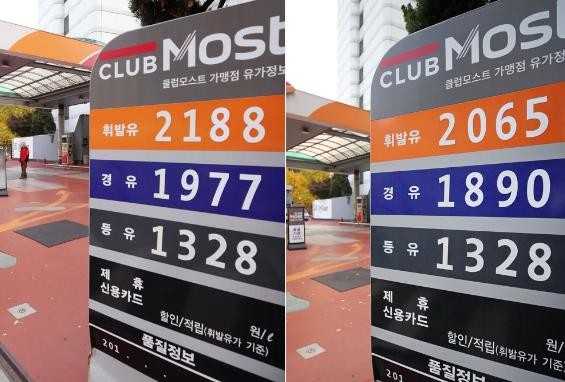 CLUB Most
클럽모스트 가맹점 유가정보
휘발유 2188
경유 1977
등유 1328
제휴
신용카드
할인/적립(휘발유가 기준) 원/ℓ
품질정보
201
CLUB Most
클럽모스트 가맹점 유가정보
휘발유 2065
경유 1890
등유 1328
제휴
신용카드
할인/적립(휘발유가 기준)
원/
품질정보
201